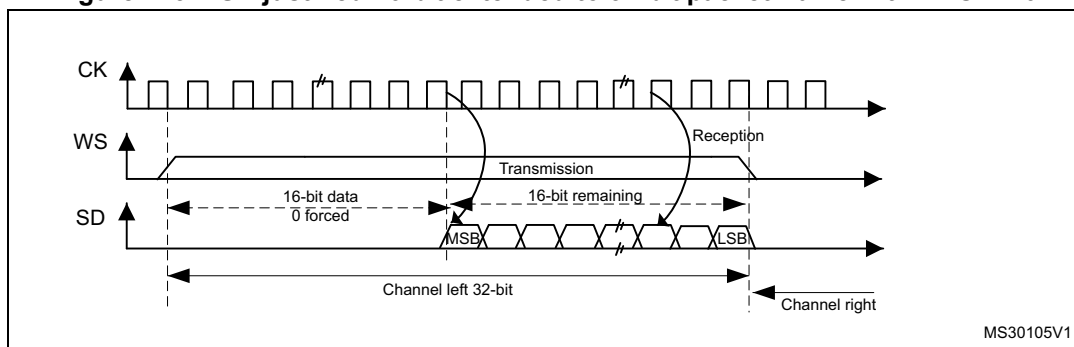 CK
WS
Reception
Transmission
16-bit data
0 forced
16-bit remaining
SD
MSB
LSB
Channel left 32-bit
Channel right
MS30105V1